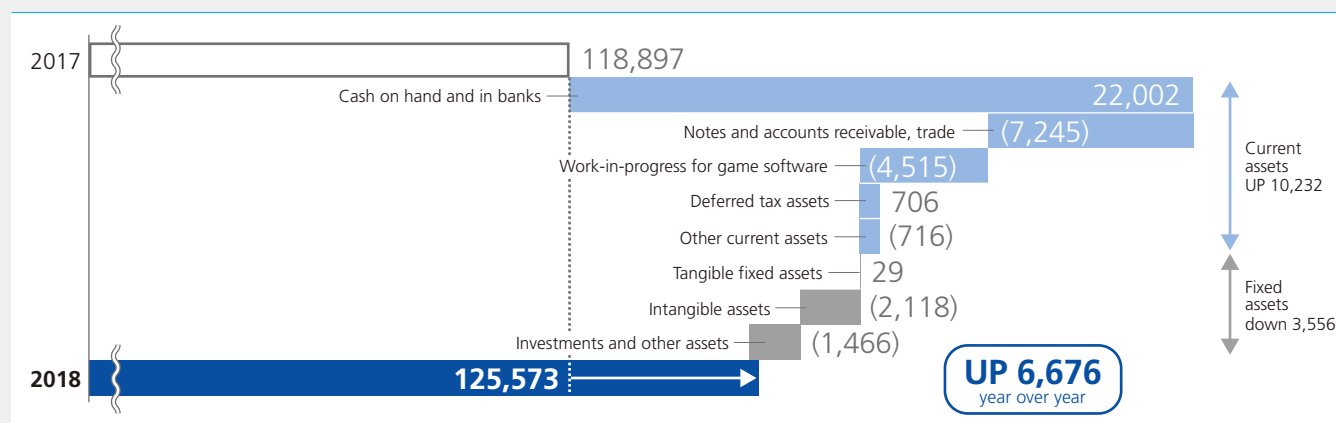 2017
118,897
Cash on hand and in banks
22,002
Notes and accounts receivable, trade
(7,245)
Work-in-progress for game software
(4,515)
Deferred tax assets
706
Other current assets
(716)
Tangible fixed assets
29
Intangible assets
(2,118)
Investments and other assets
(1,466)
2018
125,573
Current
assets
UP 10,232
Fixed
assets
down 3,556
UP 6,676
year over year